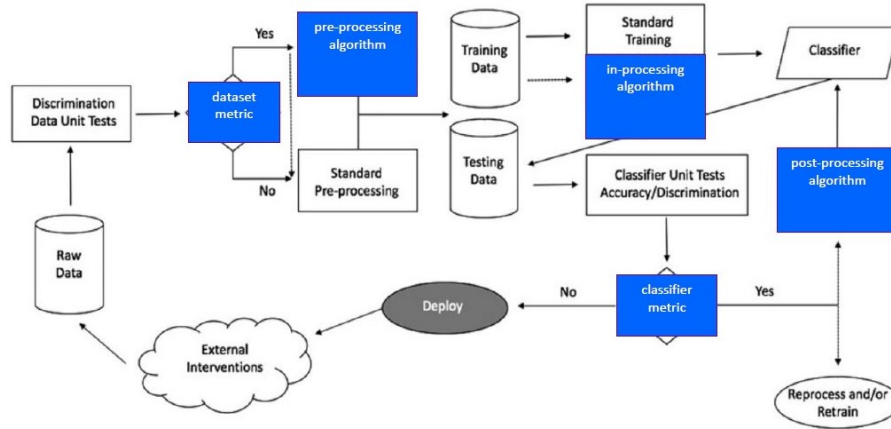 Yes
pre-processing
algorithm
Training
Data
Standard
Training
Classifier
Discrimination
Data Unit Tests
dataset
metric
in-processing
algorithm
No
Standard
Pre-processing
Testing
Data
Classifier Unit Tests
Accuracy/Discrimination
post-processing
algorithm
Raw
Data
Deploy
No
classifier
metric
Yes
External
Interventions
Reprocess and/or
Retrain